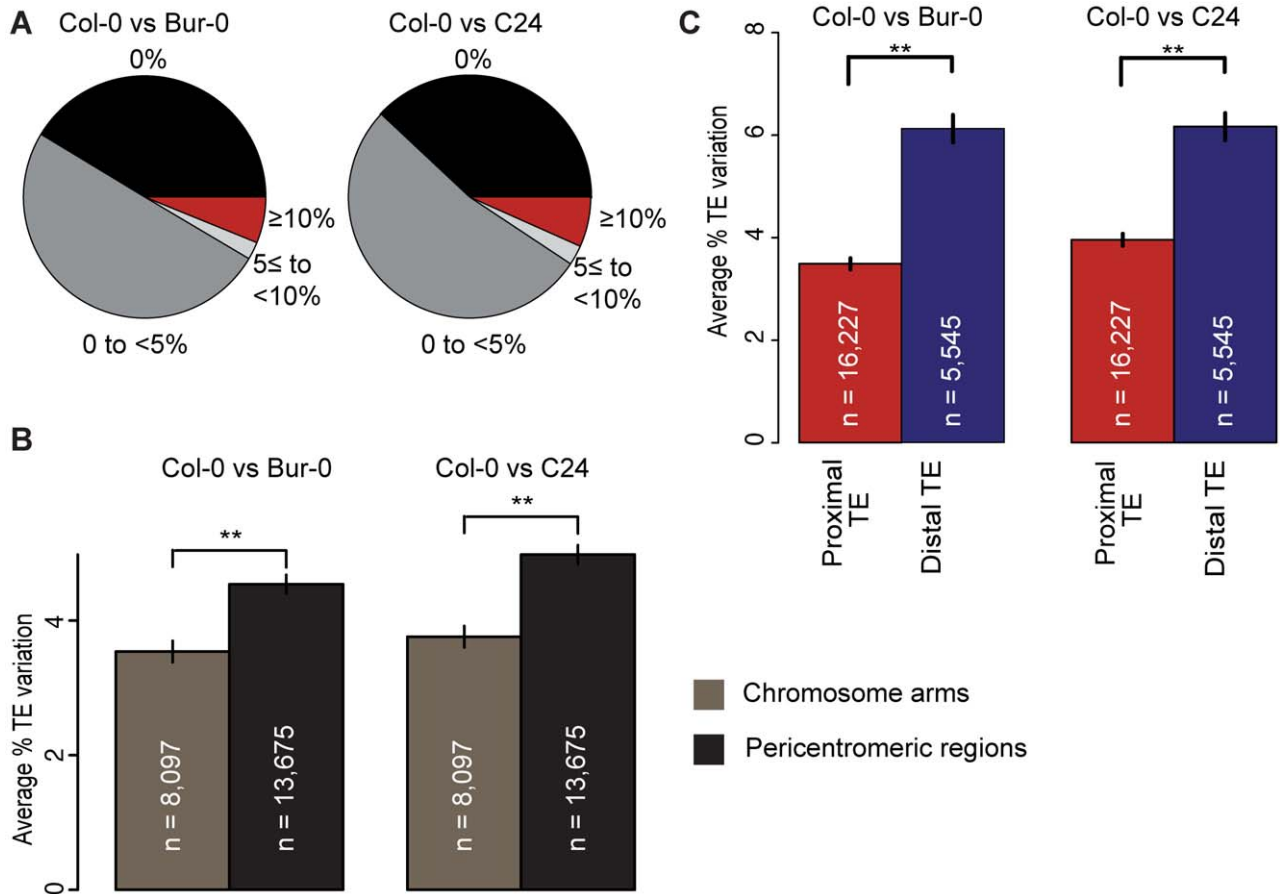 A
Col-0 vs Bur-0
0%
≥10%
5≤ to
<10%
0 to <5%
Col-0 vs C24
0%
≥10%
5≤ to
<10%
0 to <5%
B
Col-0 vs Bur-0
Col-0 vs C24
**
**
Average % TE variation
0
2
4
n = 8,097
n = 13,675
n = 8,097
n = 13,675
C
Col-0 vs Bur-0
Col-0 vs C24
**
**
Average % TE variation
0
2
4
6
8
n = 16,227
n = 5,545
n = 16,227
n = 5,545
Proximal
TE
Distal TE
Proximal
TE
Distal TE
Chromosome arms
Pericentromeric regions